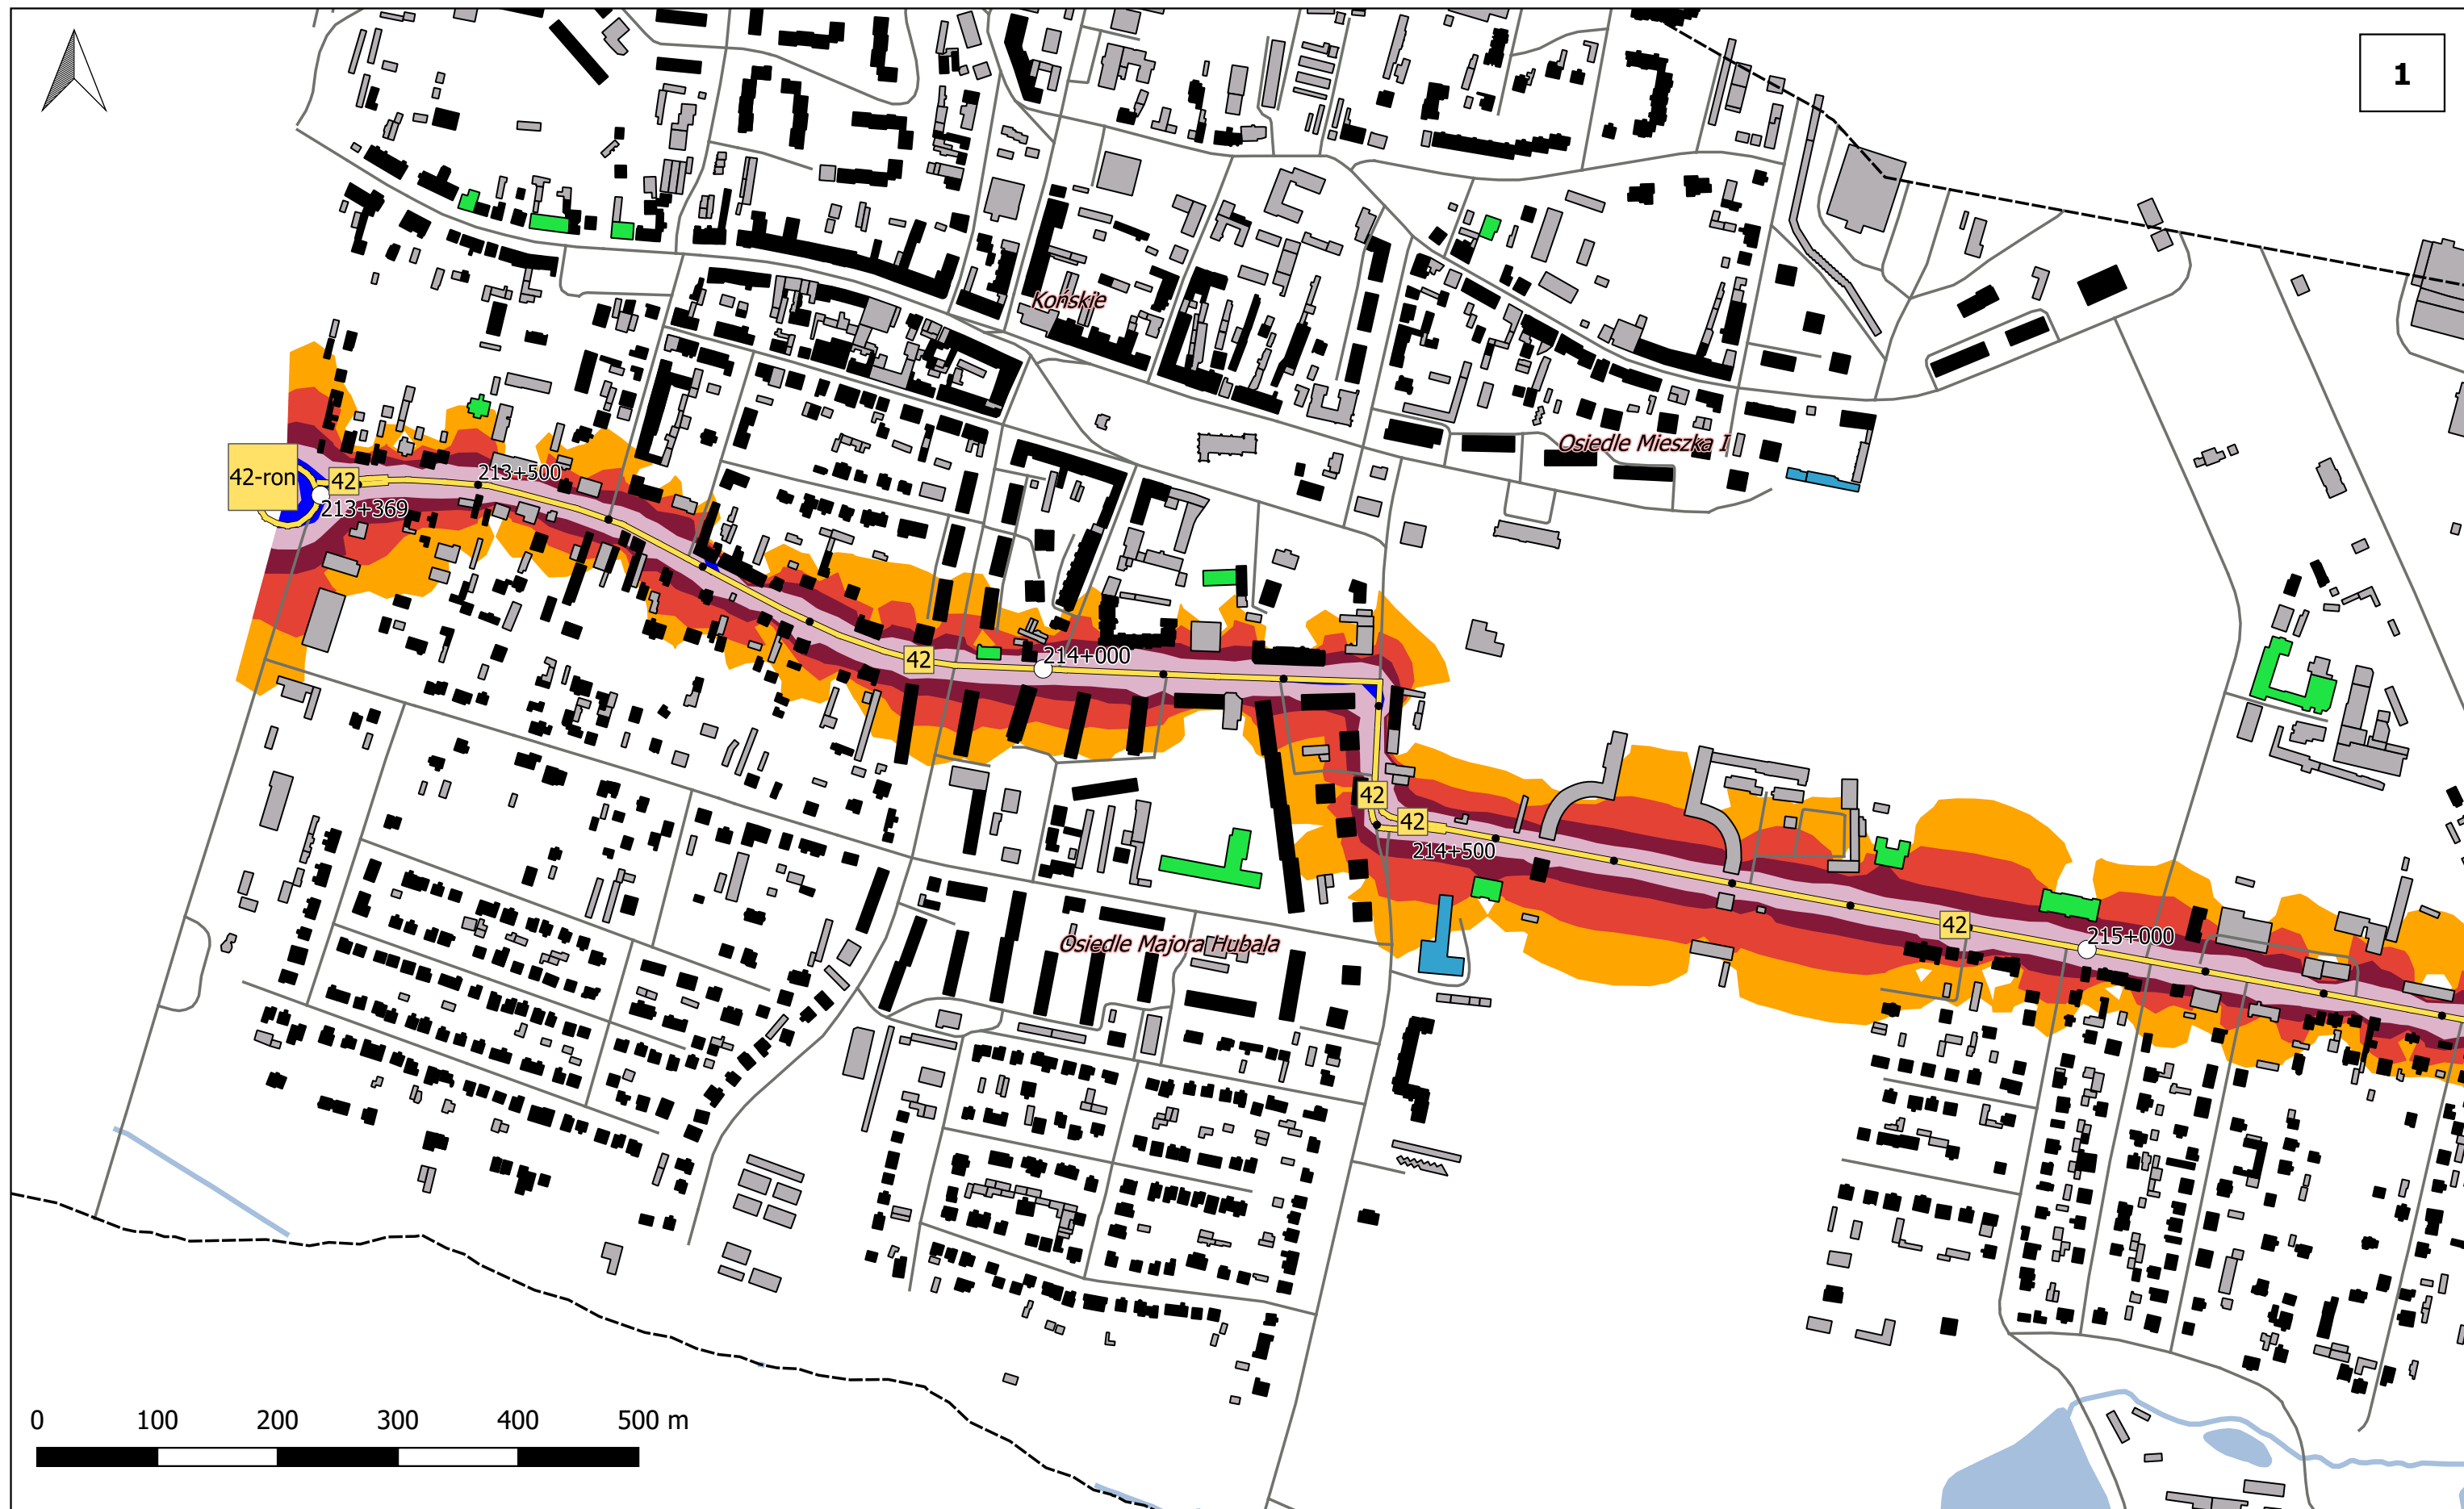 1
Końskie
Osiedle Mieszka I
42-ron
42
213+500
213+369
42
214+000
42
42
214+500
42
215+000
Osiedle Majora Hubala
0 100 200 300 400 500 m